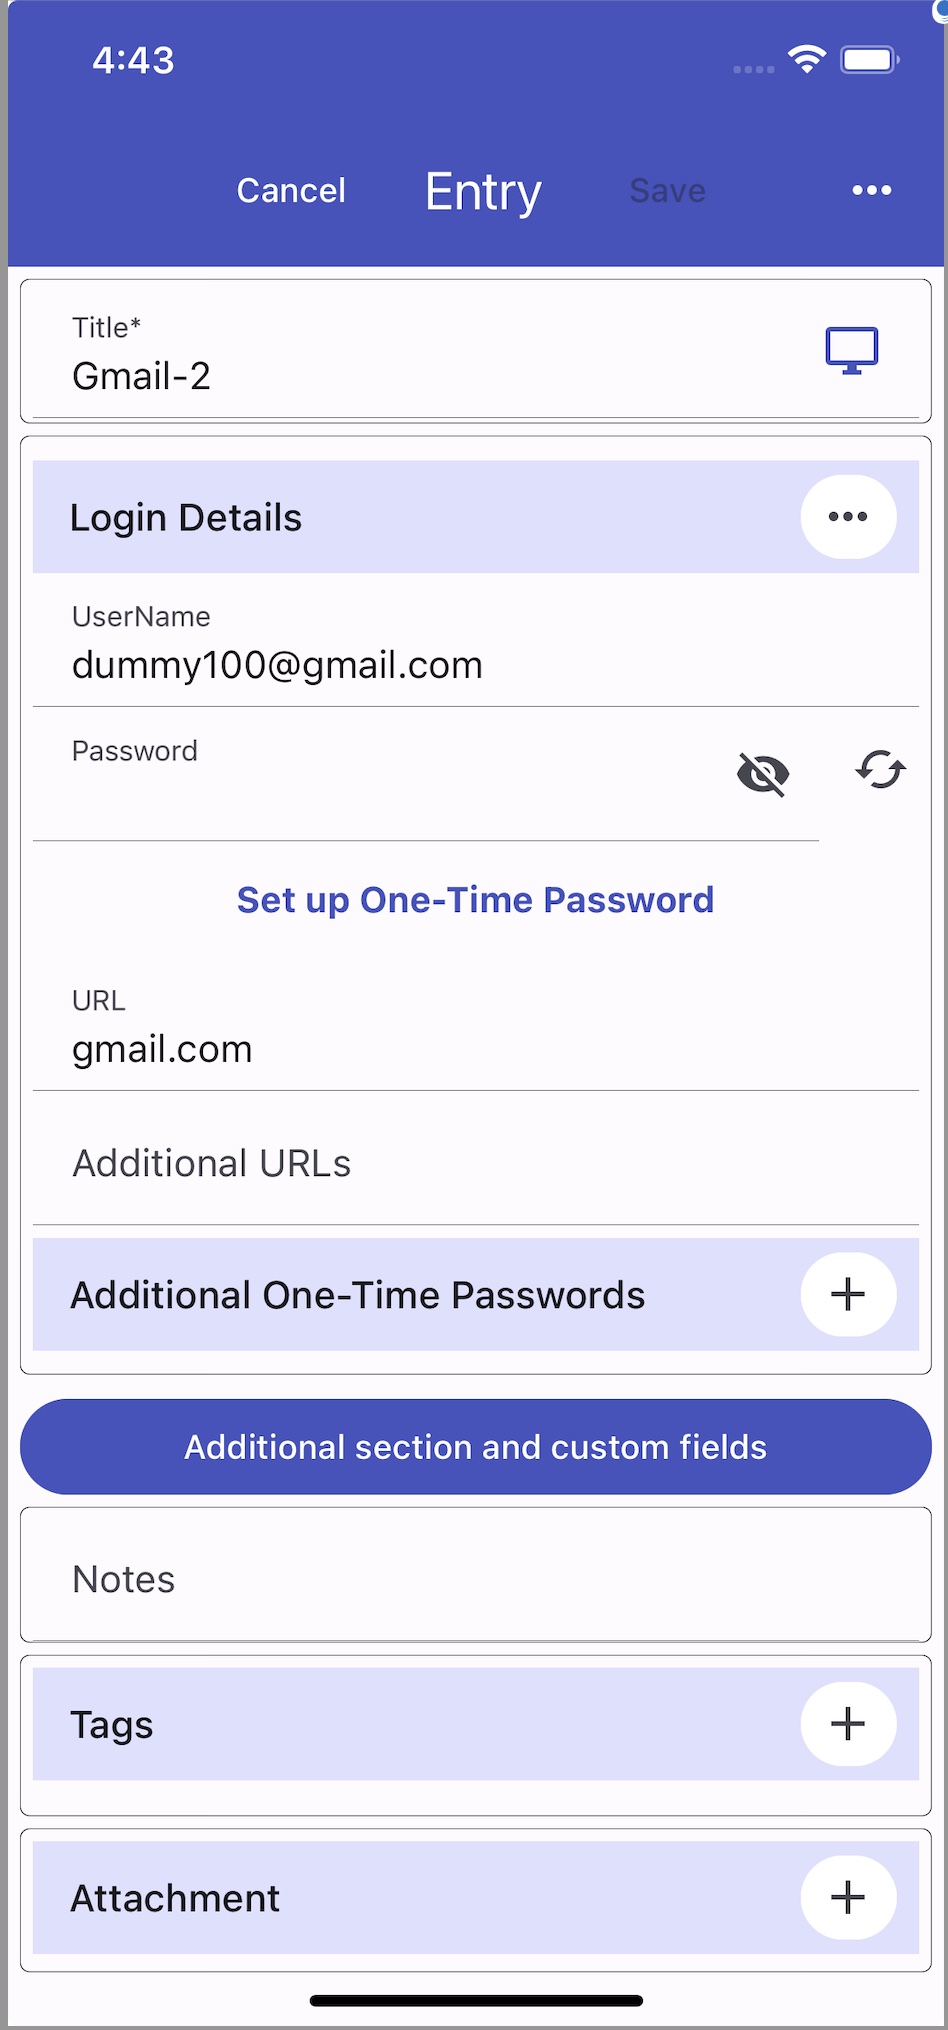 4:43
Cancel Entry Save
Title*
Gmail-2
Login Details
UserName
dummy100@gmail.com
Password
Set up One-Time Password
URL
gmail.com
Additional URLs
Additional One-Time Passwords
Additional section and custom fields
Notes
Tags
Attachment